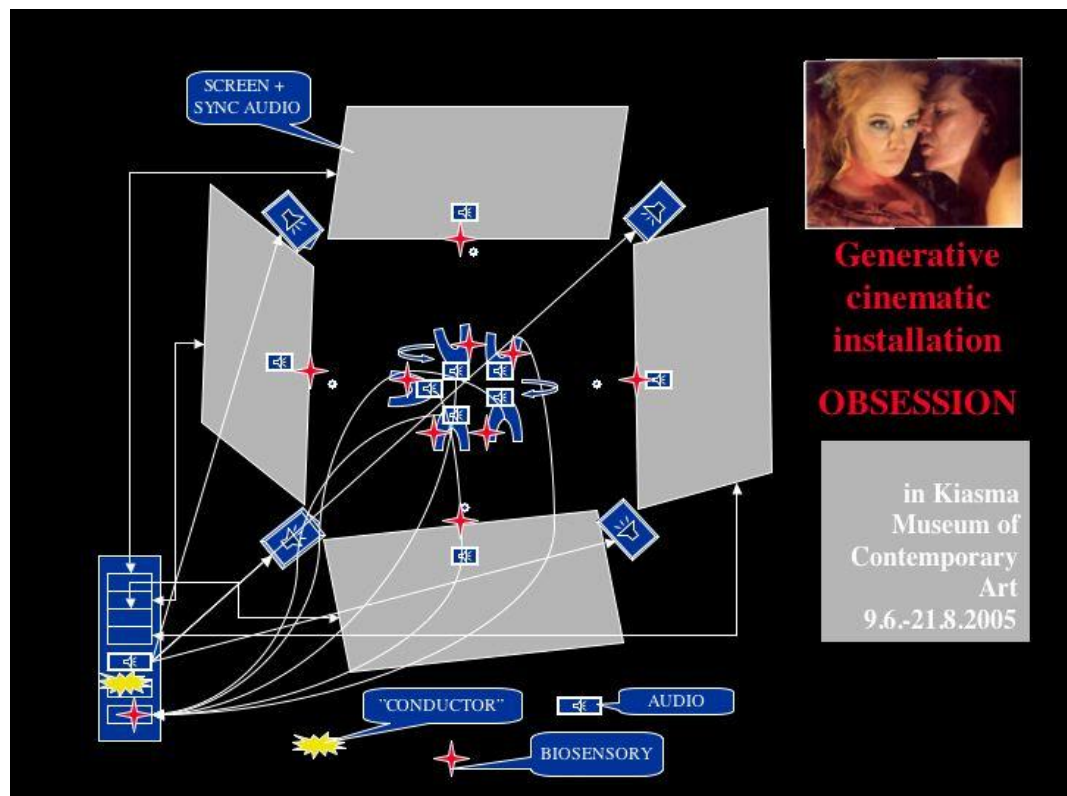 SCREEN +
SYNC AUDIO
Generative
cinematic
installation
OBSESSION
in Kiasma
Museum of
Contemporary
Art
9.6.-21.8.2005
"CONDUCTOR"
AUDIO
BIOSENSORY